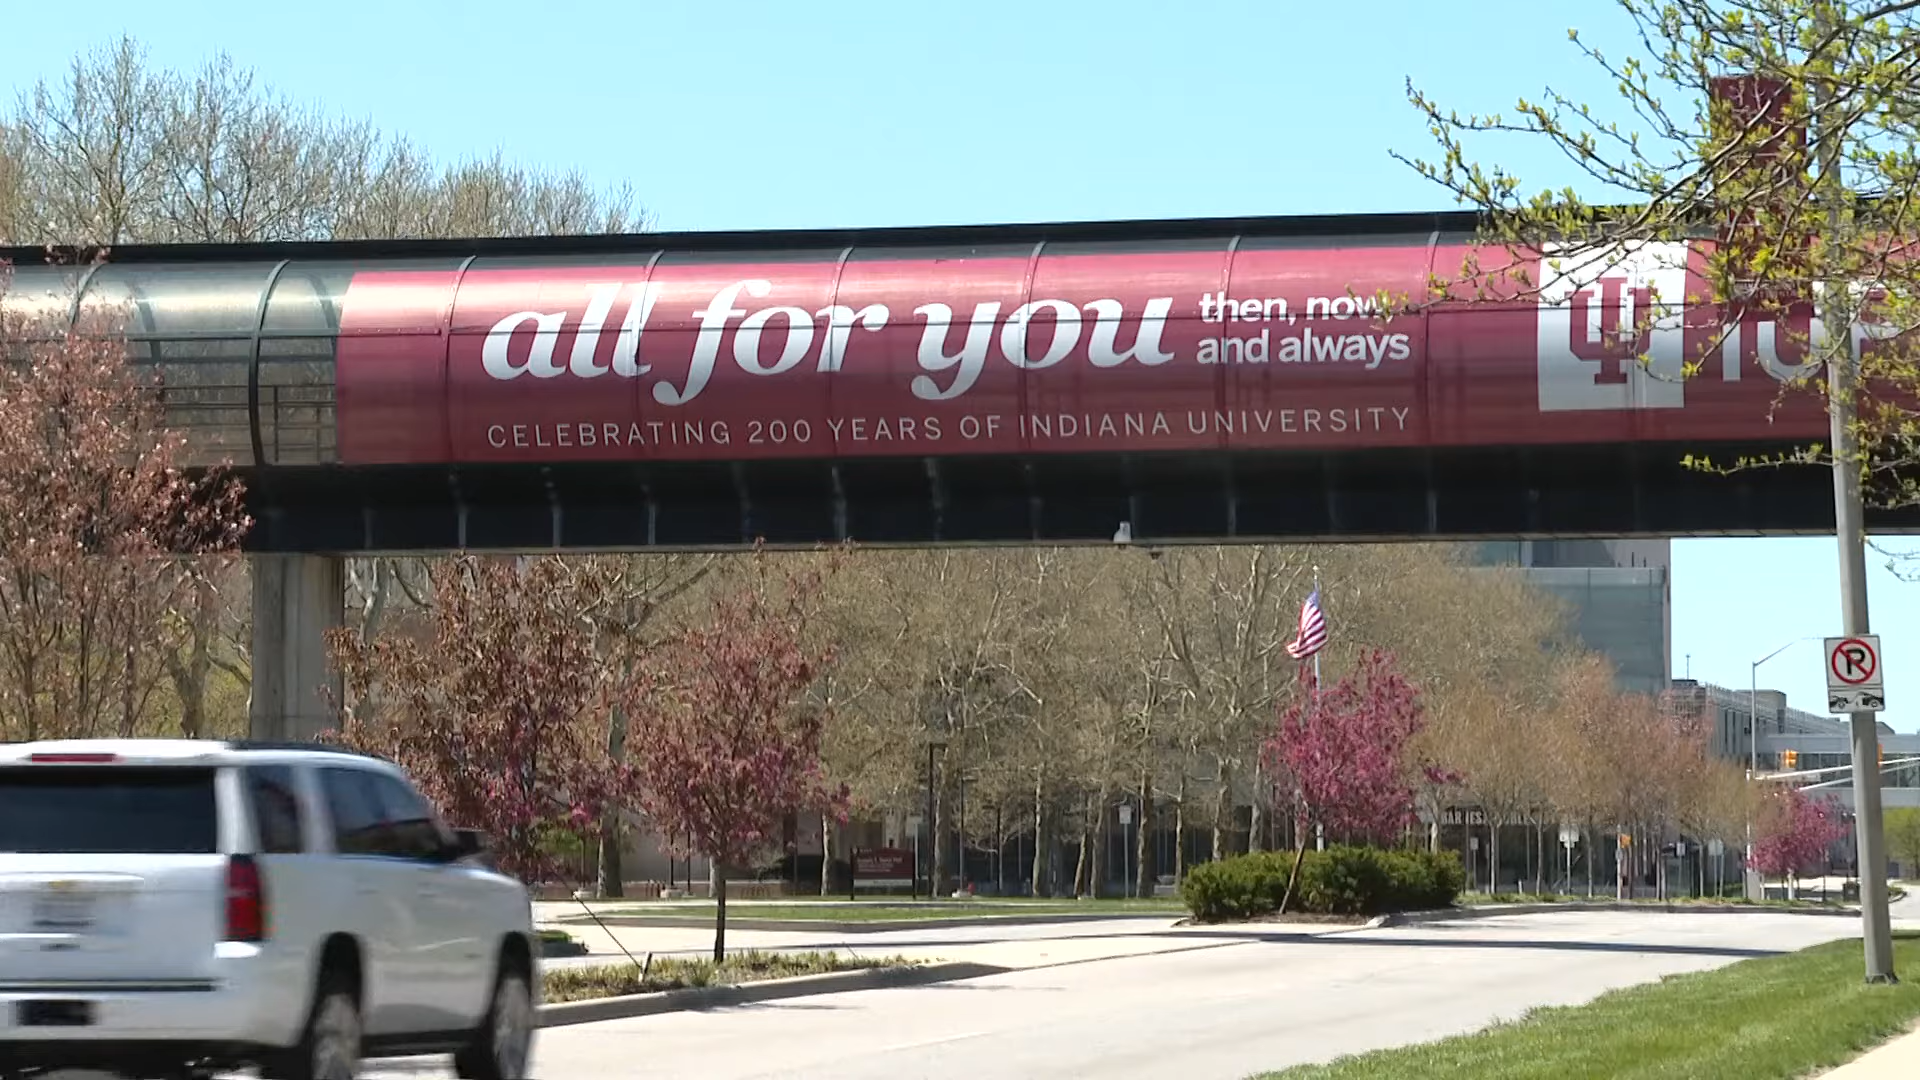 all for you
then, now,
and always
CELEBRATING 200 YEARS OF INDIANA UNIVERSITY